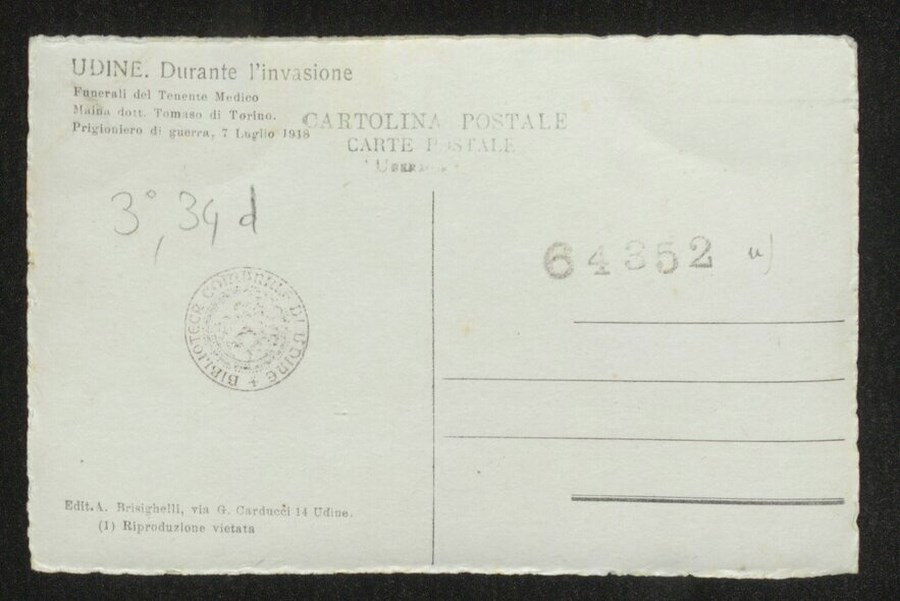 UDINE. Durante l'invasione
Funerali del Tenente Medico
Maina dott. Tomaso di Torino.
Prigioniero di guerra, 7 Luglio 1918
CARTOLINA POSTALE
CARTE POSTALE
3°, 34 d
64352 a)
BIBLIOTECA COMUNALE DI UDINE +
Edit. A. Brisighelli, via G. Carducci 14 Udine.
(1) Riproduzione vietata